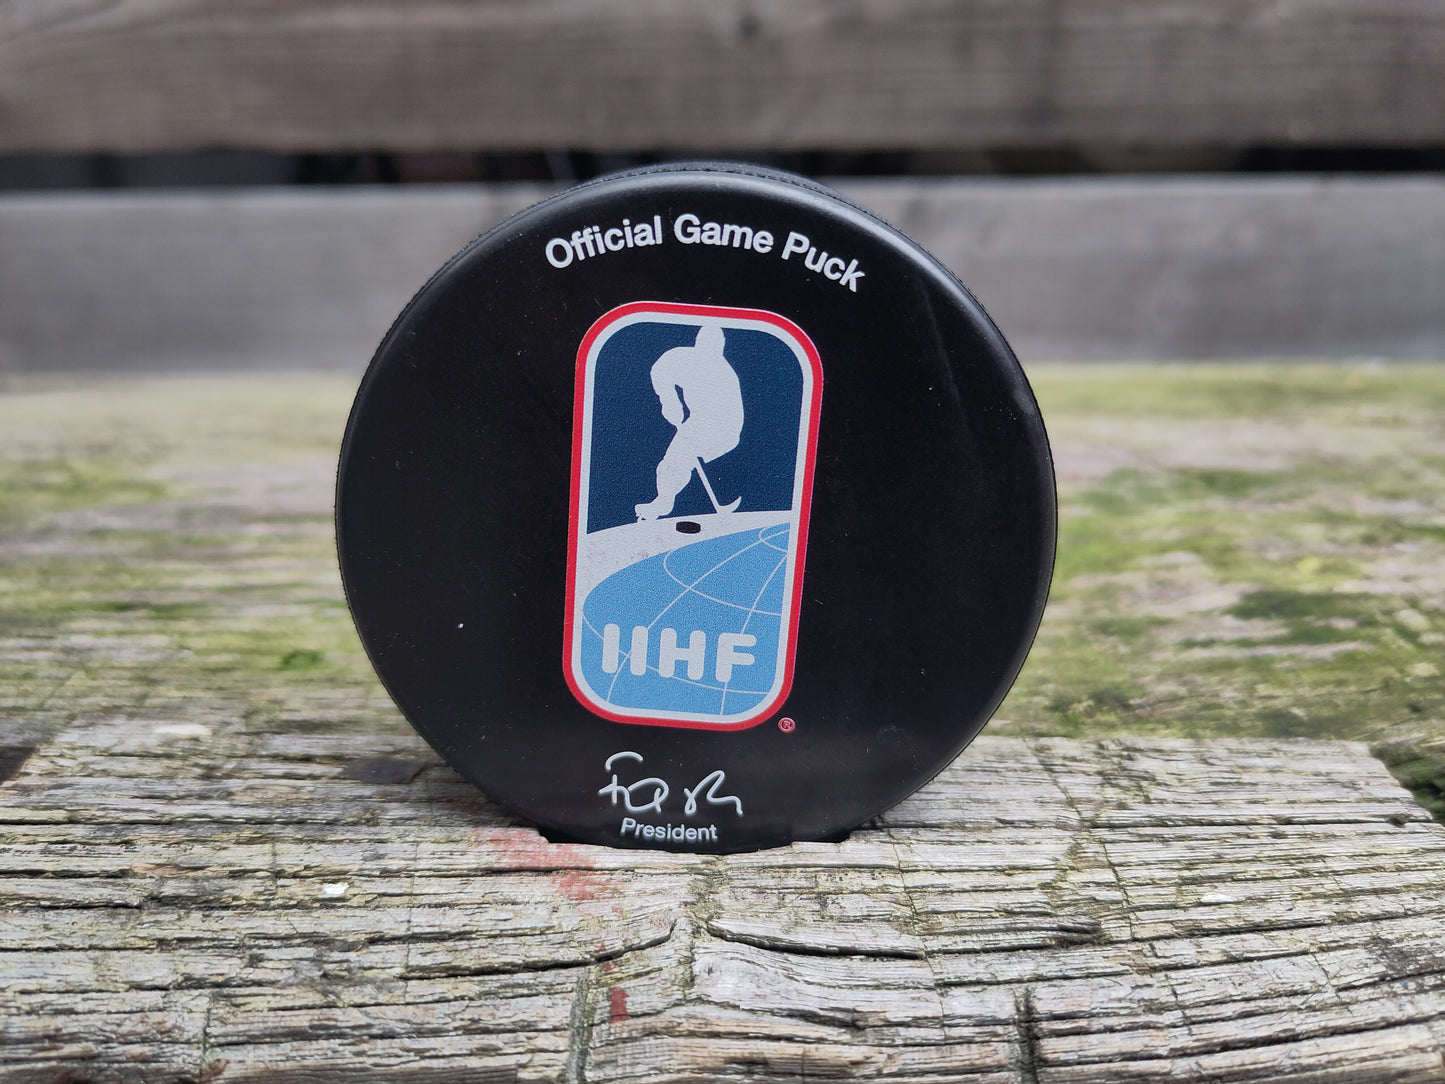 Official Game Puck
IIHF
®
President